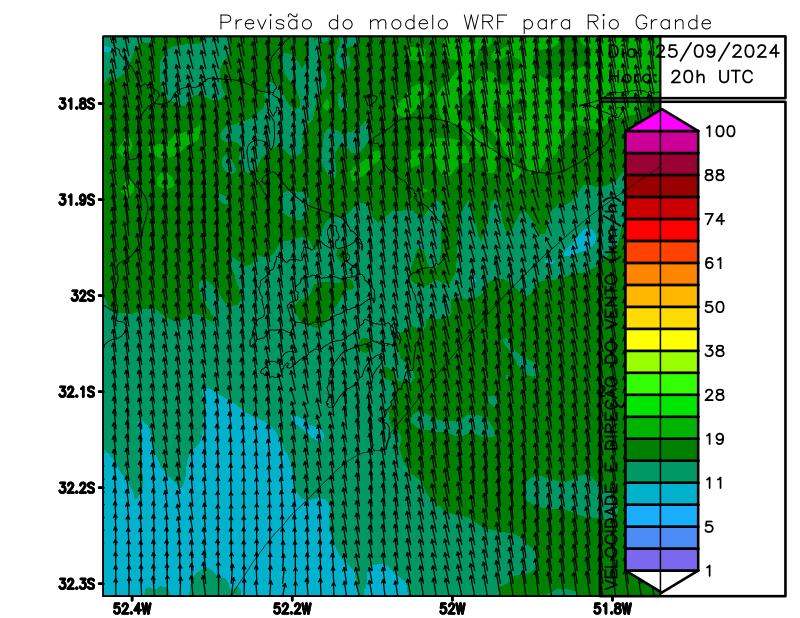 Previsão do modelo WRF para Rio Grande
Dia: 25/09/2024
Hora: 20h UTC
31.8S
31.9S
32S
32.1S
32.2S
32.3S
52.4W
52.2W
52W
51.8W
VELOCIDADE E DIREÇÃO DO VENTO (km/h)
100
88
74
61
50
38
28
19
11
5
1